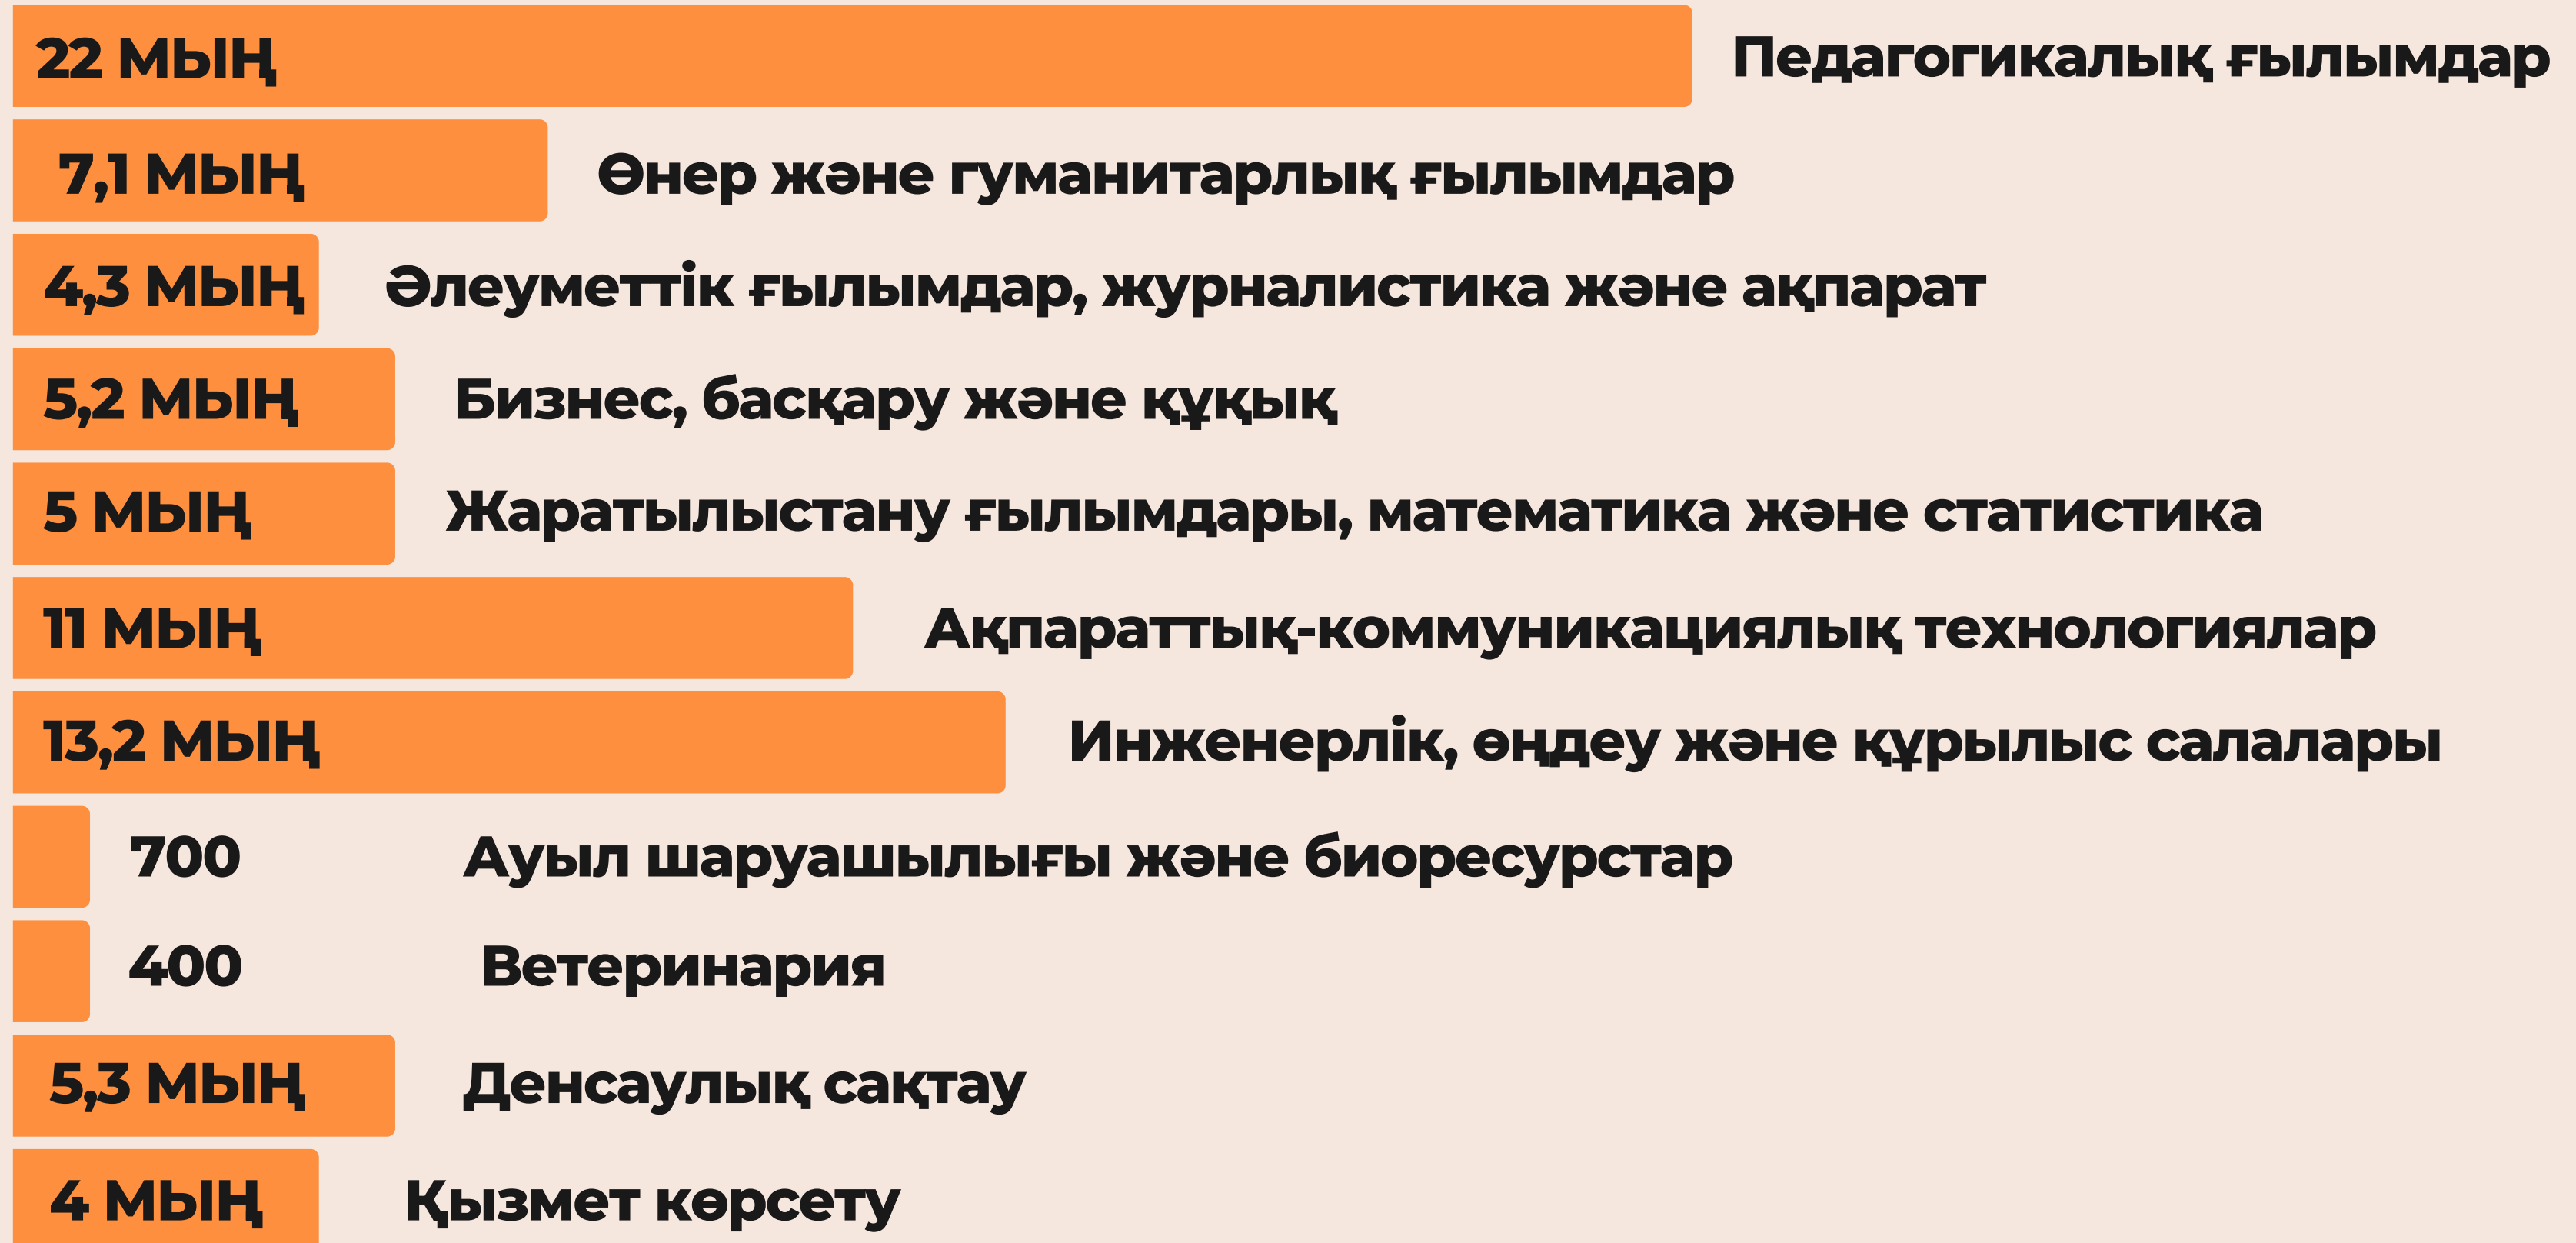 22 МЫҢ Педагогикалық ғылымдар
7,1 МЫҢ Өнер және гуманитарлық ғылымдар
4,3 МЫҢ Әлеуметтік ғылымдар, журналистика және ақпарат
5,2 МЫҢ Бизнес, басқару және құқық
5 МЫҢ Жаратылыстану ғылымдары, математика және статистика
11 МЫҢ Ақпараттық-коммуникациялық технологиялар
13,2 МЫҢ Инженерлік, өңдеу және құрылыс салалары
700 Ауыл шаруашылығы және биоресурстар
400 Ветеринария
5,3 МЫҢ Денсаулық сақтау
4 МЫҢ Қызмет көрсету